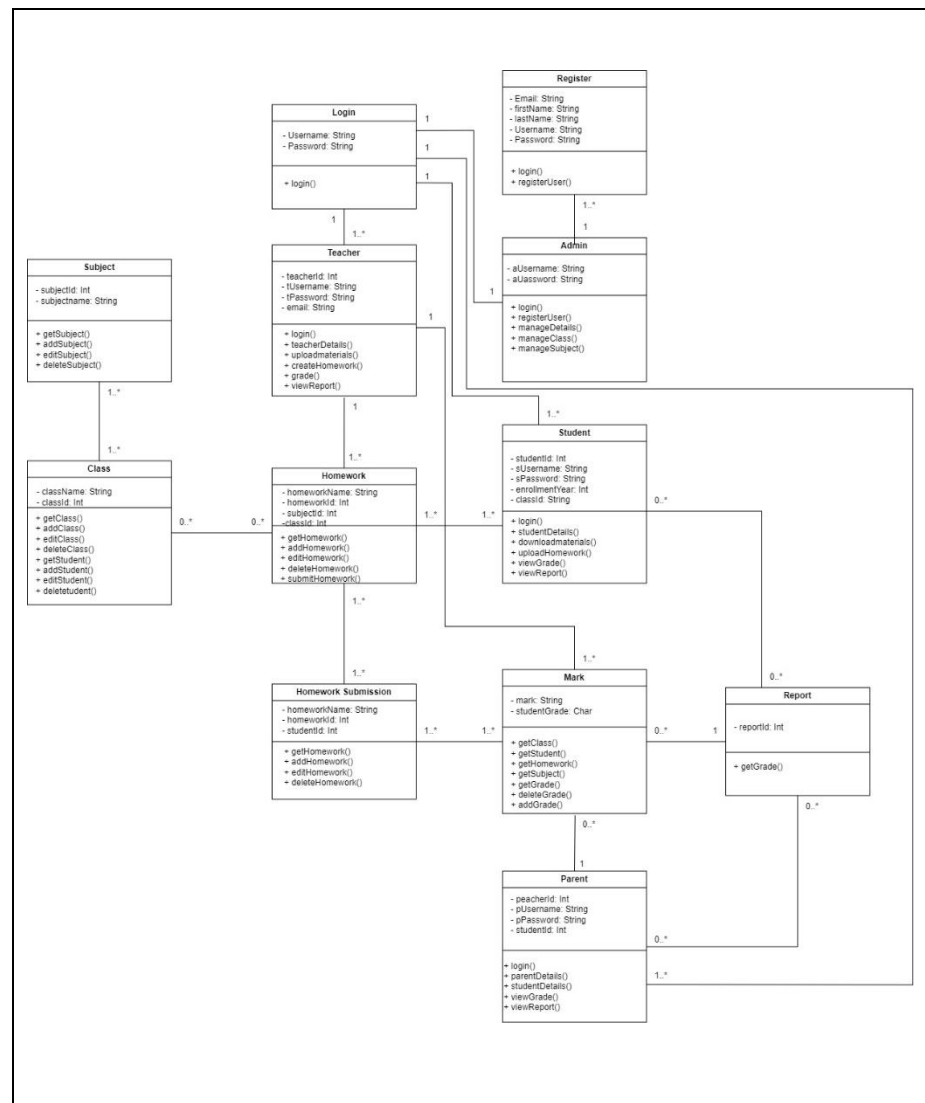 Register
- Email: String
- firstName: String
- lastName: String
- Username: String
- Password: String
+ login()
+ registerUser()
Login
- Username: String
- Password: String
+ login()
1
1
1
1
1..*
1..*
1
Admin
- aUsername: String
- aUassword: String
+ login()
+ registerUser()
+ manageDetails()
+ manageClass()
+ manageSubject()
1
Teacher
- teacherId: Int
- tUsername: String
- tPassword: String
- email: String
+ login()
+ teacherDetails()
+ uploadmaterials()
+ createHomework()
+ grade()
+ viewReport()
1
1
Subject
- subjectId: Int
- subjectname: String
+ getSubject()
+ addSubject()
+ editSubject()
+ deleteSubject()
1..*
1..*
Class
- className: String
- classId: Int
+ getClass()
+ addClass()
+ editClass()
+ deleteClass()
+ getStudent()
+ addStudent()
+ editStudent()
+ deletetudent()
0..*
0..*
1..*
Homework
- homeworkName: String
- homeworkId: Int
- subjectId: Int
-classId: Int
+ getHomework()
+ addHomework()
+ editHomework()
+ deleteHomework()
+ submitHomework()
1..*
1..*
1..*
Student
- studentId: Int
- sUsername: String
- sPassword: String
- enrollmentYear: Int
- classId: String
+ login()
+ studentDetails()
+ downloadmaterials()
+ uploadHomework()
+ viewGrade()
+ viewReport()
0..*
0..*
1..*
1..*
Homework Submission
- homeworkName: String
- homeworkId: Int
- studentId: Int
+ getHomework()
+ addHomework()
+ editHomework()
+ deleteHomework()
1..*
1..*
1..*
Mark
- mark: String
- studentGrade: Char
+ getClass()
+ getStudent()
+ getHomework()
+ getSubject()
+ getGrade()
+ deleteGrade()
+ addGrade()
0..*
1
Report
- reportId: Int
+ getGrade()
0..*
0..*
1
Parent
- peacherId: Int
- pUsername: String
- pPassword: String
- studentId: Int
+ login()
+ parentDetails()
+ studentDetails()
+ viewGrade()
+ viewReport()
0..*
1..*